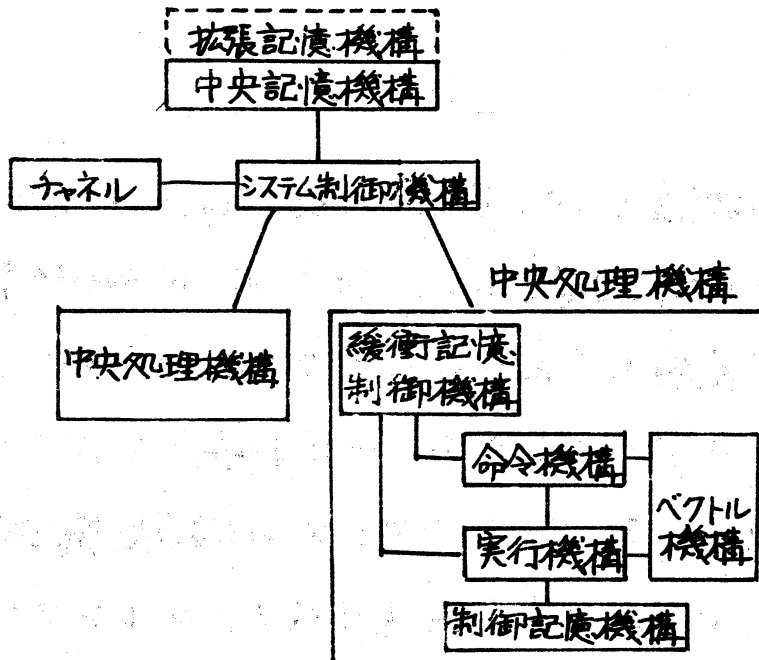 拡張記憶機構
中央記憶機構
チャネル
システム制御機構
中央処理機構
中央処理機構
緩衝記憶
制御機構
命令機構
ベクトル
機構
実行機構
制御記憶機構